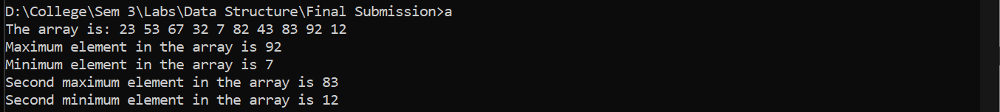 D:\College\Sem 3\Labs\Data Structure\Final Submission>a
The array is: 23 53 67 32 7 82 43 83 92 12
Maximum element in the array is 92
Minimum element in the array is 7
Second maximum element in the array is 83
Second minimum element in the array is 12